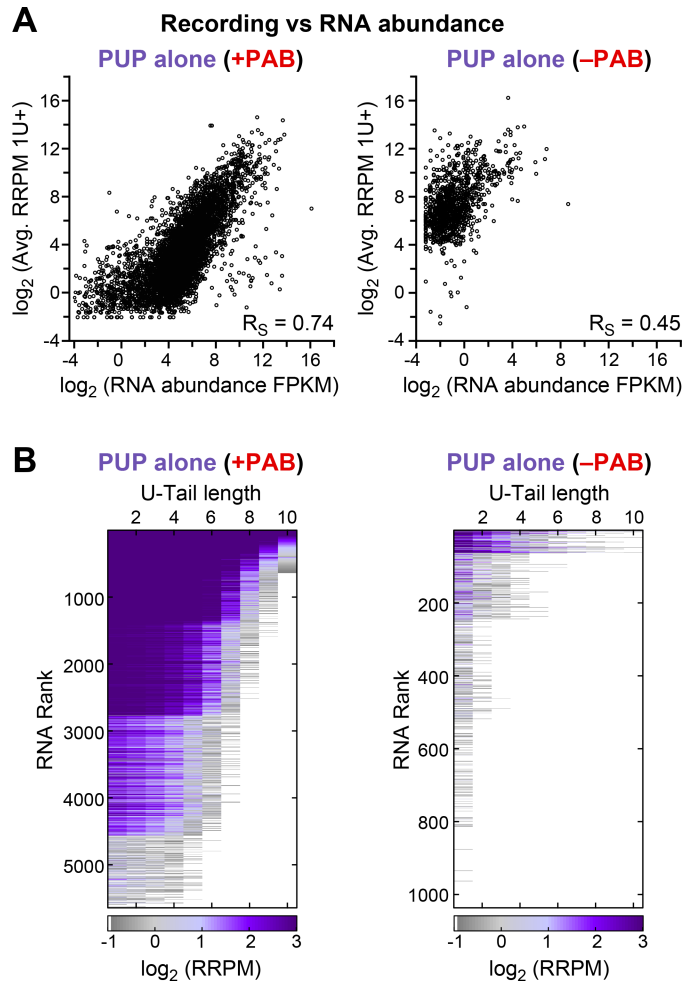 A
Recording vs RNA abundance
PUP alone (+PAB)
PUP alone (–PAB)
log2 (Avg. RRPM 1U+)
16
12
8
4
0
-4
RS = 0.74
-4 0 4 8 12 16
log2 (RNA abundance FPKM)
log2 (Avg. RRPM 1U+)
16
12
8
4
0
-4
RS = 0.45
-4 0 4 8 12 16
log2 (RNA abundance FPKM)
B
PUP alone (+PAB)
U-Tail length
2 4 6 8 10
RNA Rank
1000
2000
3000
4000
5000
-1 0 1 2 3
log2 (RRPM)
PUP alone (–PAB)
U-Tail length
2 4 6 8 10
RNA Rank
200
400
600
800
1000
-1 0 1 2 3
log2 (RRPM)